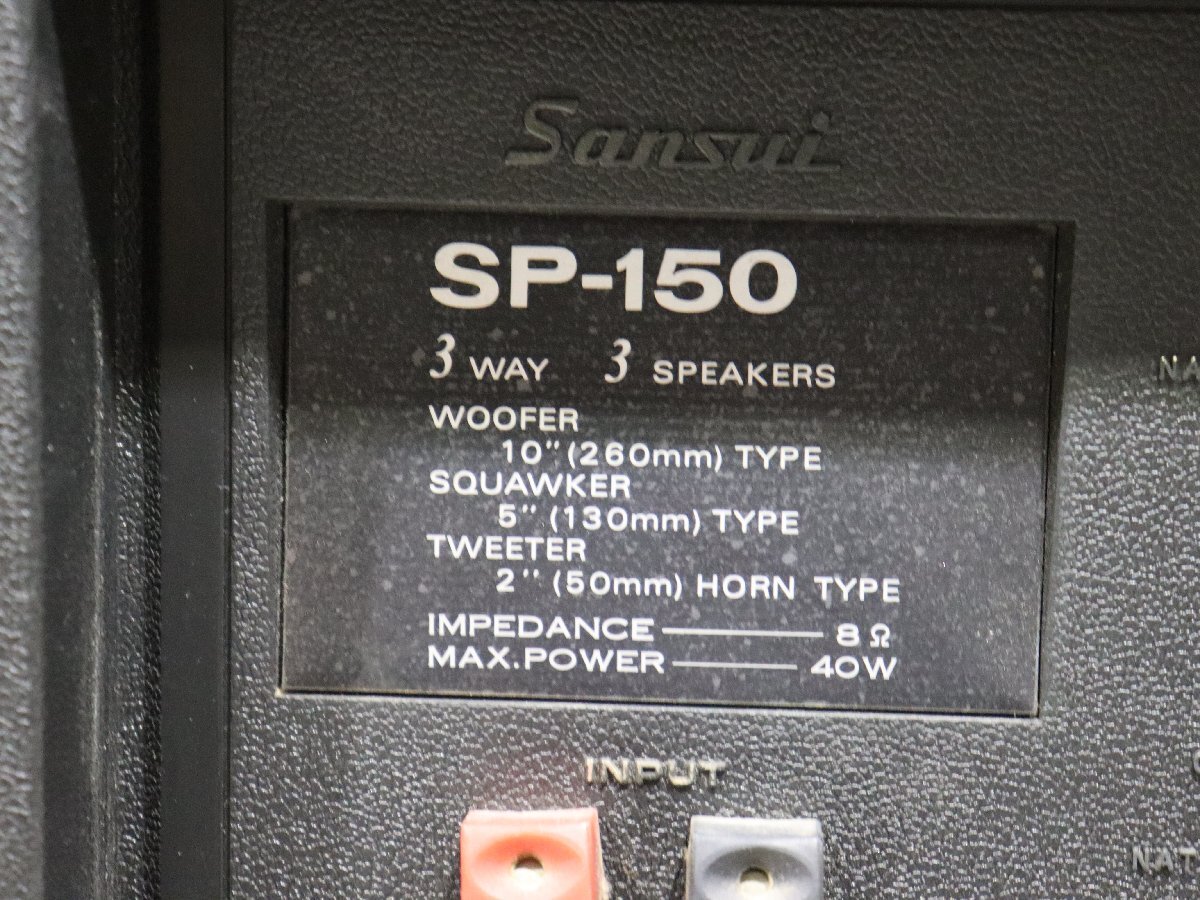 Sansui
SP-150
3 WAY 3 SPEAKERS
WOOFER
10" (260mm) TYPE
SQUAWKER
5" (130mm) TYPE
TWEETER
2" (50mm) HORN TYPE
IMPEDANCE 8 Ω
MAX.POWER 40W
INPUT